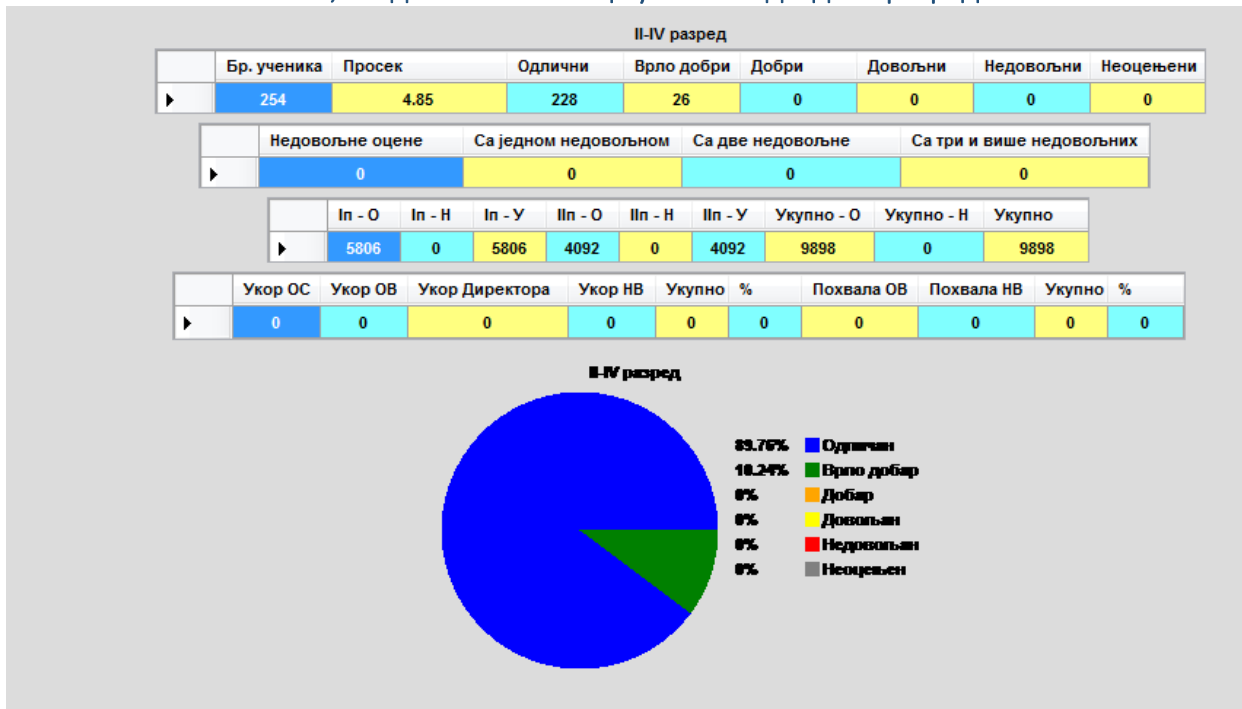 II-IV разред
Бр. ученика Просек Одлични Врло добри Добри Довољни Недовољни Неоцењени
254 4.85 228 26 0 0 0 0
Недовољне оцене Са једном недовољном Са две недовољне Са три и више недовољних
0 0 0 0
Iп - О Iп - Н Iп - У IIп - О IIп - Н IIп - У Укупно - О Укупно - Н Укупно
5806 0 5806 4092 0 4092 9898 0 9898
Укор ОС Укор ОВ Укор Директора Укор НВ Укупно % Похвала ОВ Похвала НВ Укупно %
0 0 0 0 0 0 0 0 0 0
II-IV разред
89.76% Одличан
10.24% Врло добар
0% Добар
0% Довољан
0% Недовољан
0% Неоцењен